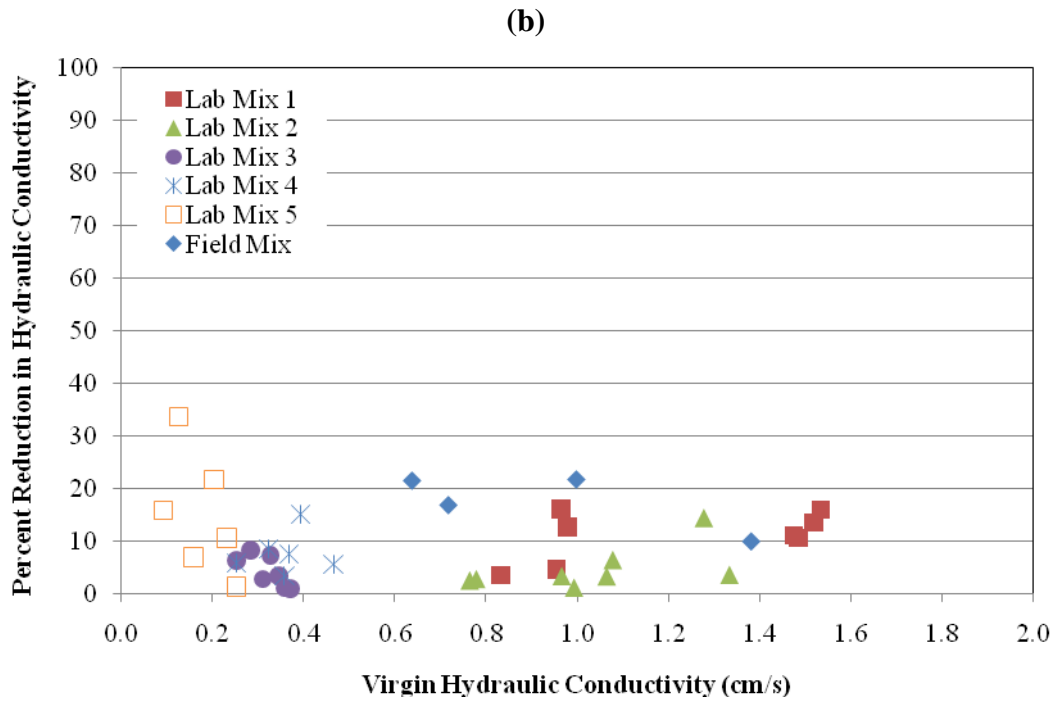 (b)
Percent Reduction in Hydraulic Conductivity
100
90
80
70
60
50
40
30
20
10
0
Lab Mix 1
Lab Mix 2
Lab Mix 3
Lab Mix 4
Lab Mix 5
Field Mix
0.0 0.2 0.4 0.6 0.8 1.0 1.2 1.4 1.6 1.8 2.0
Virgin Hydraulic Conductivity (cm/s)